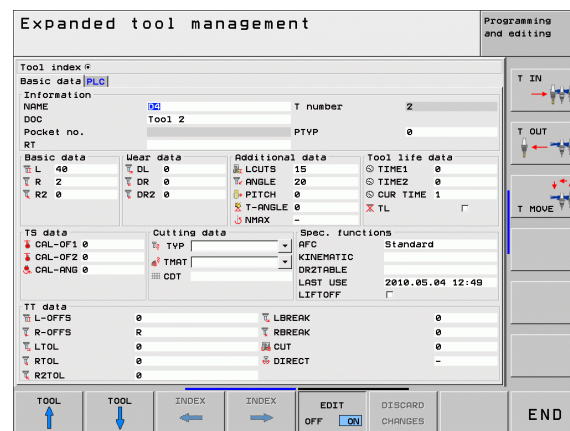 Expanded tool management
Programming
and editing
Tool index
Basic data PLC
Information
NAME D4 T number 2
DOC Tool 2
Pocket no. PTYP 0
RT
Basic data Wear data Additional data Tool life data
L 40 DL 0 LCUTS 15 TIME1 0
R 2 DR 0 ANGLE 20 TIME2 0
R2 0 DR2 0 PITCH 0 CUR TIME 1
T-ANGLE 0 TL
NMAX -
TS data Cutting data Spec. functions
CAL-OF1 0 TYP AFC Standard
CAL-OF2 0 TMAT KINEMATIC
CAL-ANG 0 CDT DR2TABLE
LAST USE 2010.05.04 12:49
LIFTOFF
TT data
L-OFFS 0 LBREAK 0
R-OFFS R RBREAK 0
LTOL 0 CUT 0
RTOL 0 DIRECT -
R2TOL 0
T IN
T OUT
T MOVE
TOOL TOOL INDEX INDEX EDIT DISCARD
OFF ON CHANGES
END